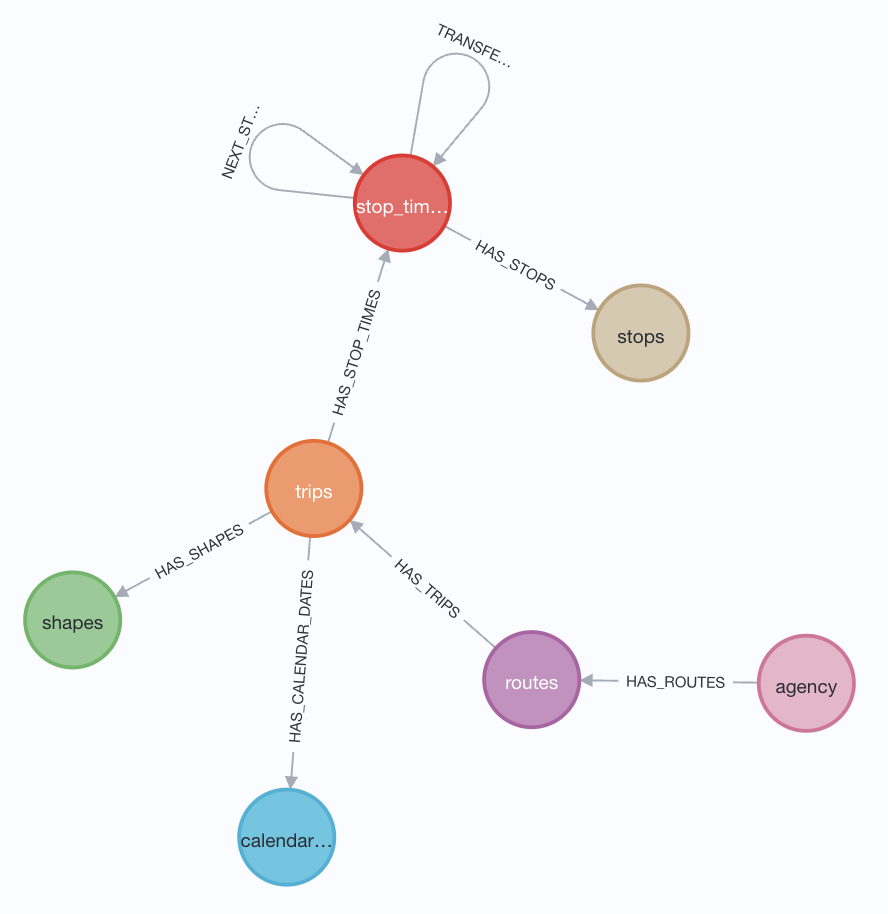 TRANSFE...
NEXT_ST...
stop_tim...
HAS_STOPS
stops
HAS_STOP_TIMES
trips
HAS_SHAPES
HAS_TRIPS
shapes
HAS_CALENDAR_DATES
routes
HAS_ROUTES
agency
calendar...